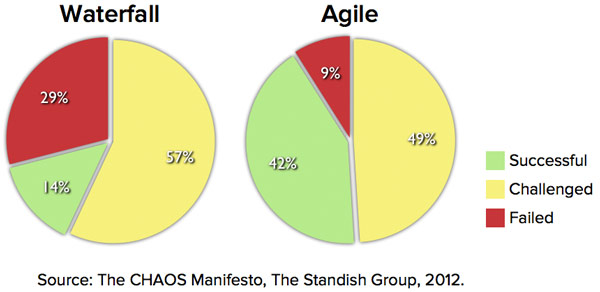 Waterfall
Agile
29%
57%
14%
9%
49%
42%
Successful
Challenged
Failed
Source: The CHAOS Manifesto, The Standish Group, 2012.